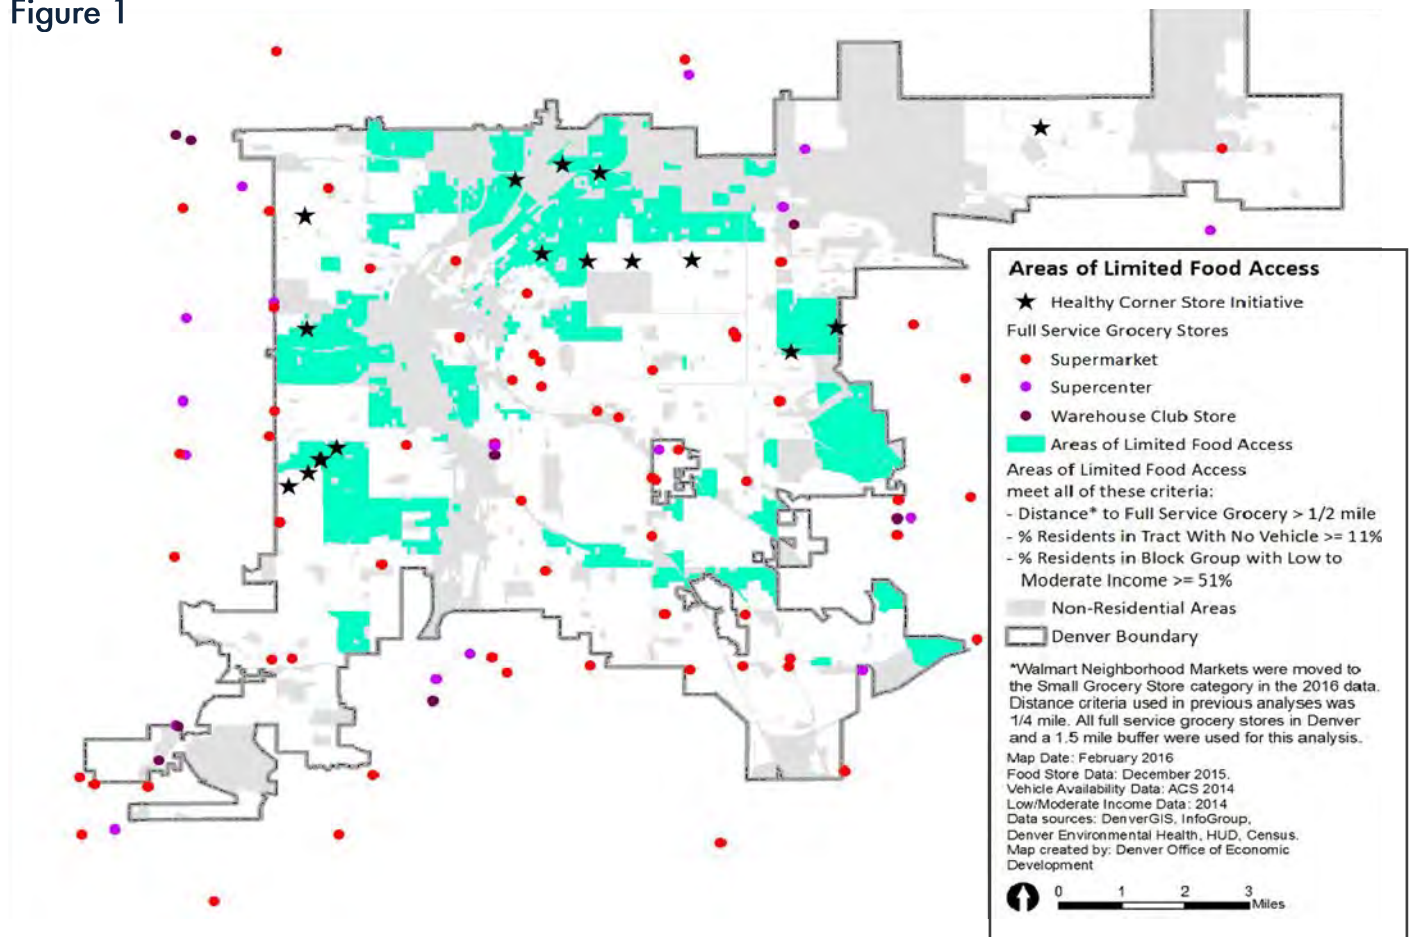 Figure 1
Areas of Limited Food Access
Healthy Corner Store Initiative
Full Service Grocery Stores
Supermarket
Supercenter
Warehouse Club Store
Areas of Limited Food Access
Areas of Limited Food Access
meet all of these criteria:
- Distance* to Full Service Grocery > 1/2 mile
- % Residents in Tract With No Vehicle >= 11%
- % Residents in Block Group with Low to
Moderate Income >= 51%
Non-Residential Areas
Denver Boundary
*Walmart Neighborhood Markets were moved to
the Small Grocery Store category in the 2016 data.
Distance criteria used in previous analyses was
1/4 mile. All full service grocery stores in Denver
and a 1.5 mile buffer were used for this analysis.
Map Date: February 2016
Food Store Data: December 2015.
Vehicle Availability Data: ACS 2014
Low/Moderate Income Data: 2014
Data sources: DenverGIS, InfoGroup,
Denver Environmental Health, HUD, Census.
Map created by: Denver Office of Economic
Development
0 1 2 3
Miles